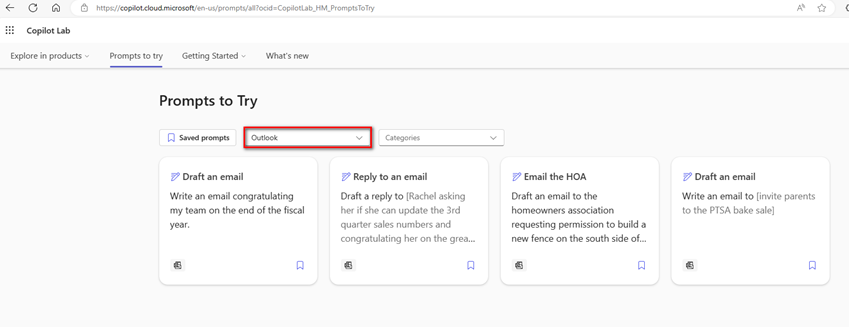 https://copilot.cloud.microsoft/en-us/prompts/all?ocid=CopilotLab_HM_PromptsToTry
Copilot Lab
Explore in products
Prompts to try
Getting Started
What's new
Prompts to Try
Saved prompts
Outlook
Categories
Draft an email
Write an email congratulating
my team on the end of the fiscal
year.
Reply to an email
Draft a reply to [Rachel asking
her if she can update the 3rd
quarter sales numbers and
congratulating her on the grea...
Email the HOA
Draft an email to the
homeowners association
requesting permission to build a
new fence on the south side of...
Draft an email
Write an email to [invite parents
to the PTSA bake sale]